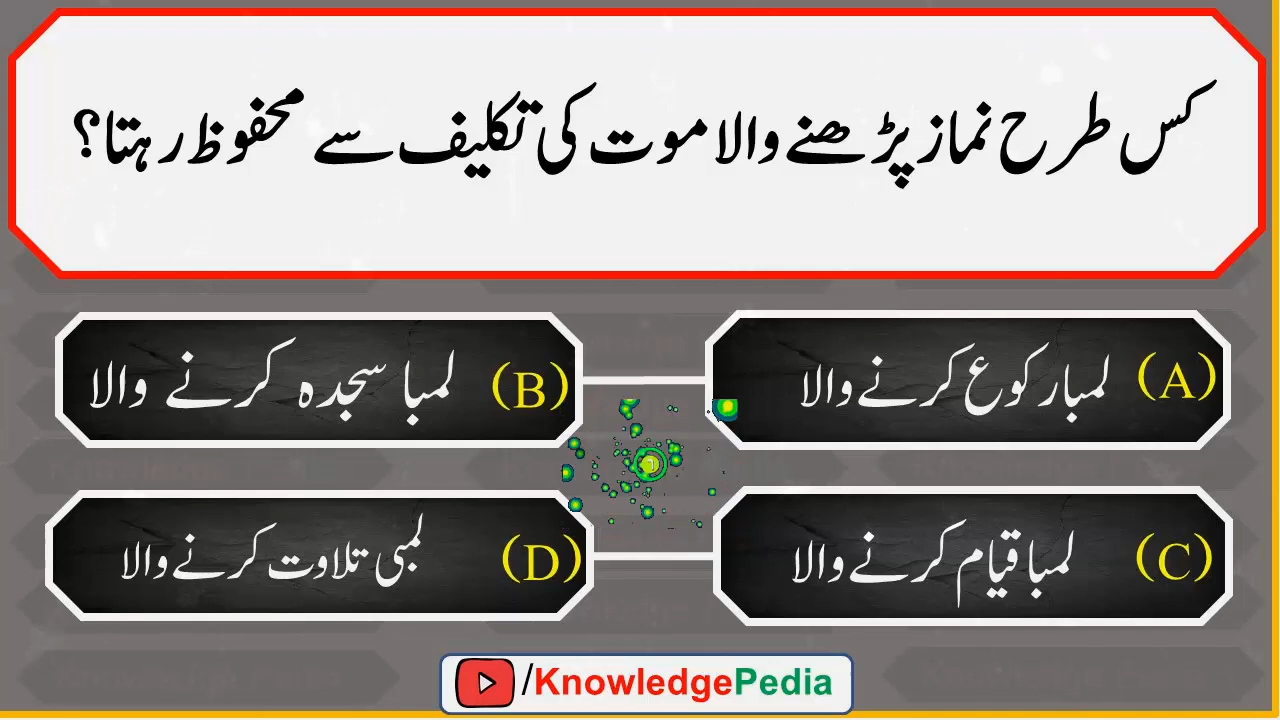 کس طرح نماز پڑھنے والا موت کی تکلیف سے محفوظ رہتا؟
(A) لمبا رکوع کرنے والا
(B) لمبا سجدہ کرنے والا
(C) لمبا قیام کرنے والا
(D) لمبی تلاوت کرنے والا
/KnowledgePedia